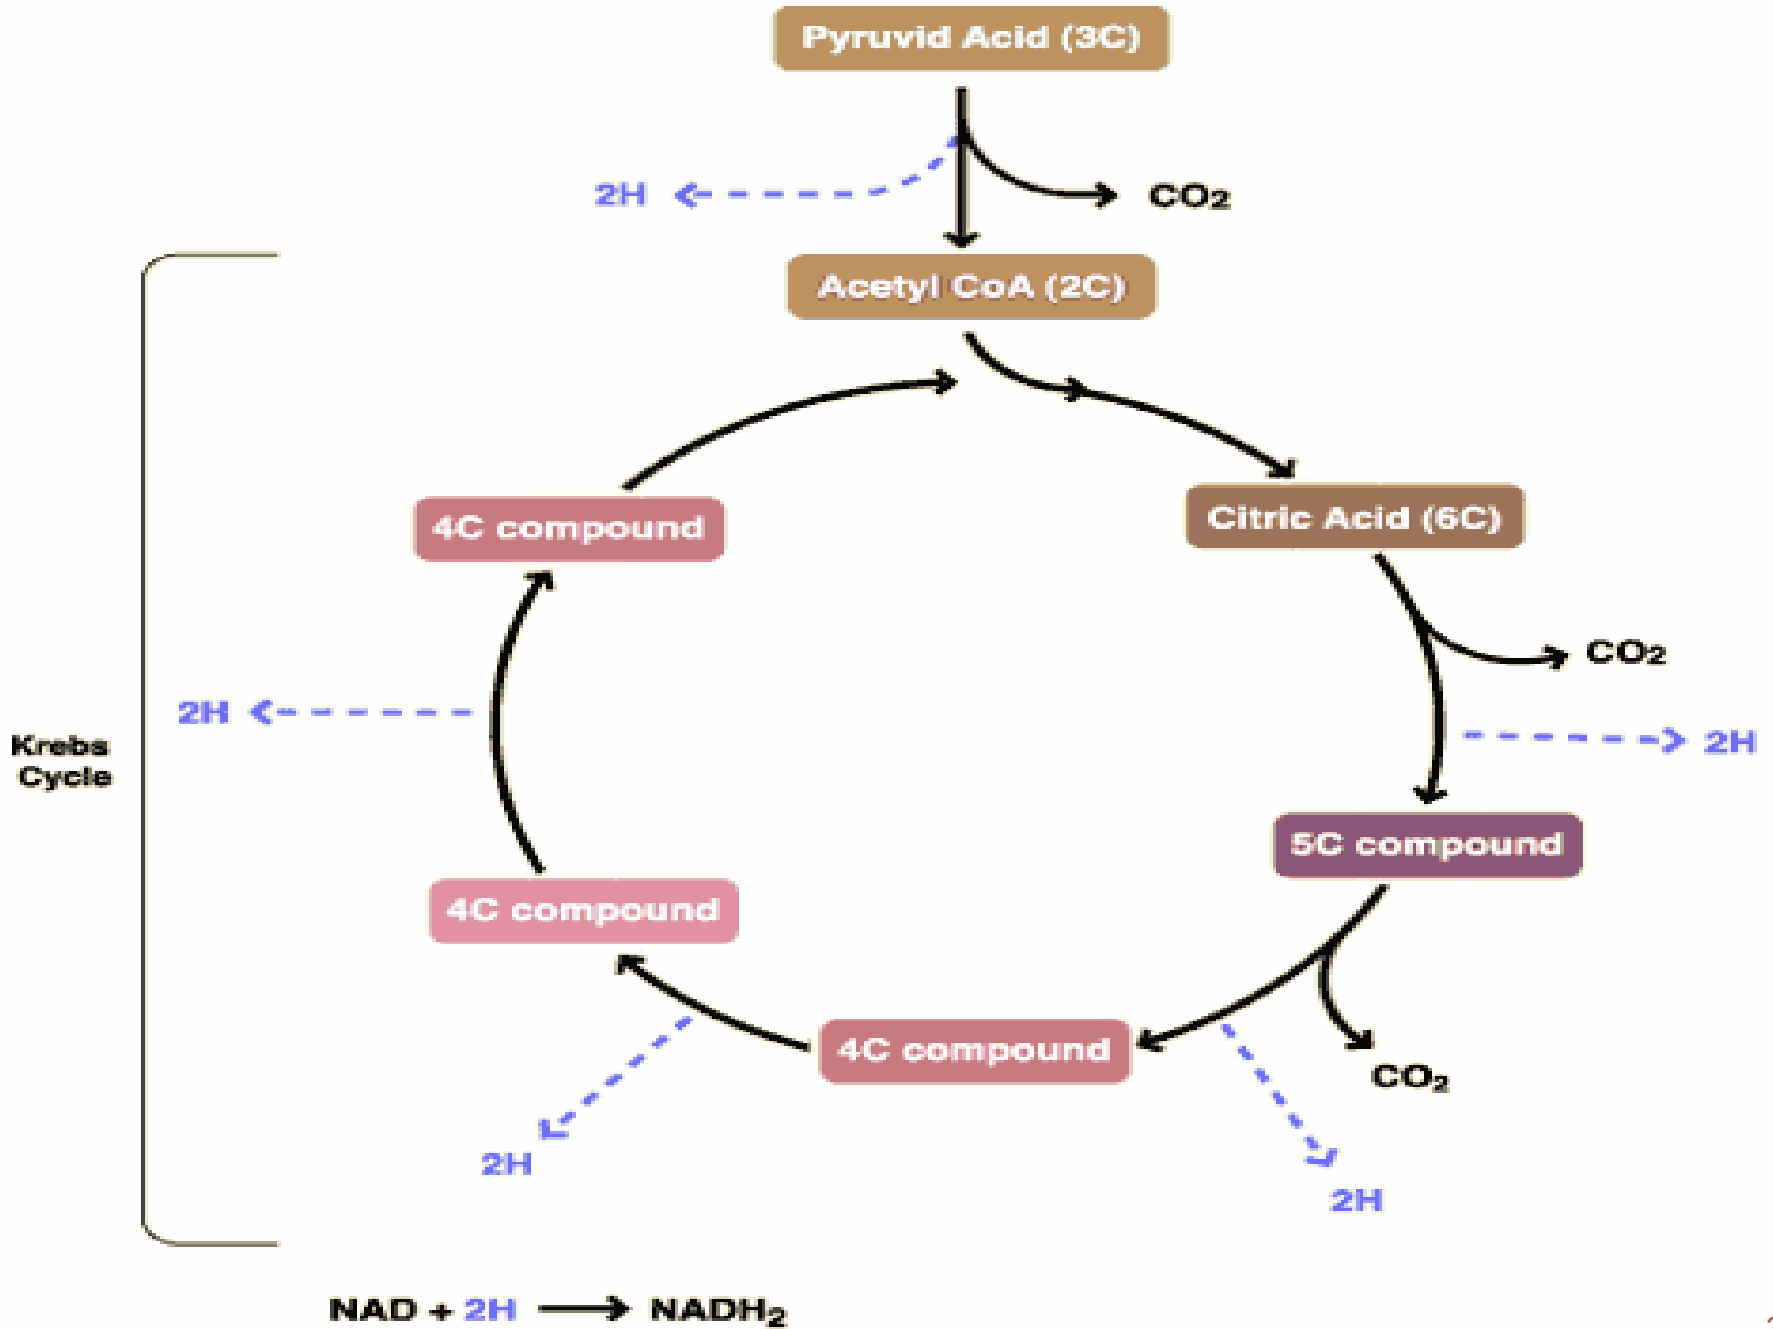 Pyruvid Acid (3C)
2H
CO₂
Acetyl CoA (2C)
4C compound
Citric Acid (6C)
CO₂
2H
2H
Krebs
Cycle
5C compound
4C compound
4C compound
CO₂
2H
2H
NAD + 2H → NADH₂